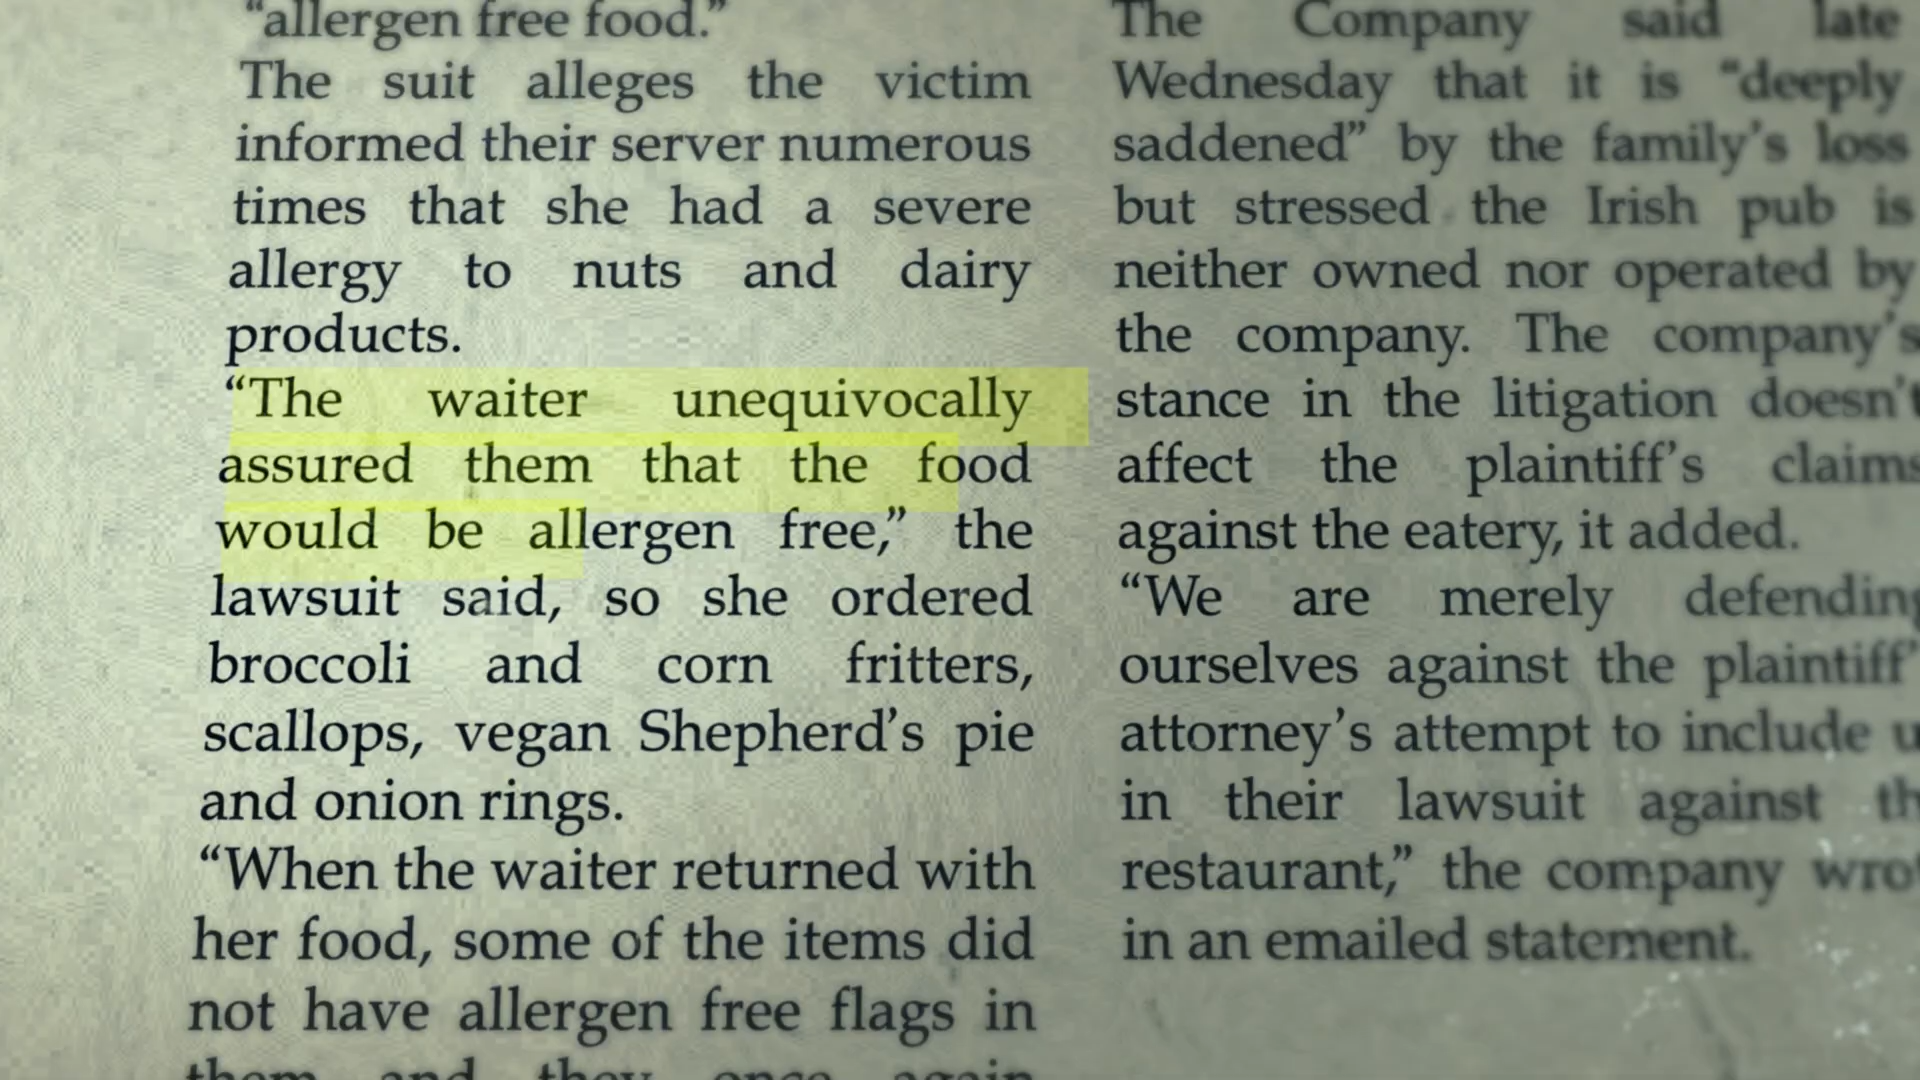 “allergen free food.”
The suit alleges the victim
informed their server numerous
times that she had a severe
allergy to nuts and dairy
products.
“The waiter unequivocally
assured them that the food
would be allergen free,” the
lawsuit said, so she ordered
broccoli and corn fritters,
scallops, vegan Shepherd’s pie
and onion rings.
“When the waiter returned with
her food, some of the items did
not have allergen free flags in
them and they once again
The Company said late
Wednesday that it is “deeply
saddened” by the family’s loss
but stressed the Irish pub is
neither owned nor operated by
the company. The company’s
stance in the litigation doesn’t
affect the plaintiff’s claims
against the eatery, it added.
“We are merely defending
ourselves against the plaintiff’
attorney’s attempt to include u
in their lawsuit against th
restaurant,” the company wrot
in an emailed statement.